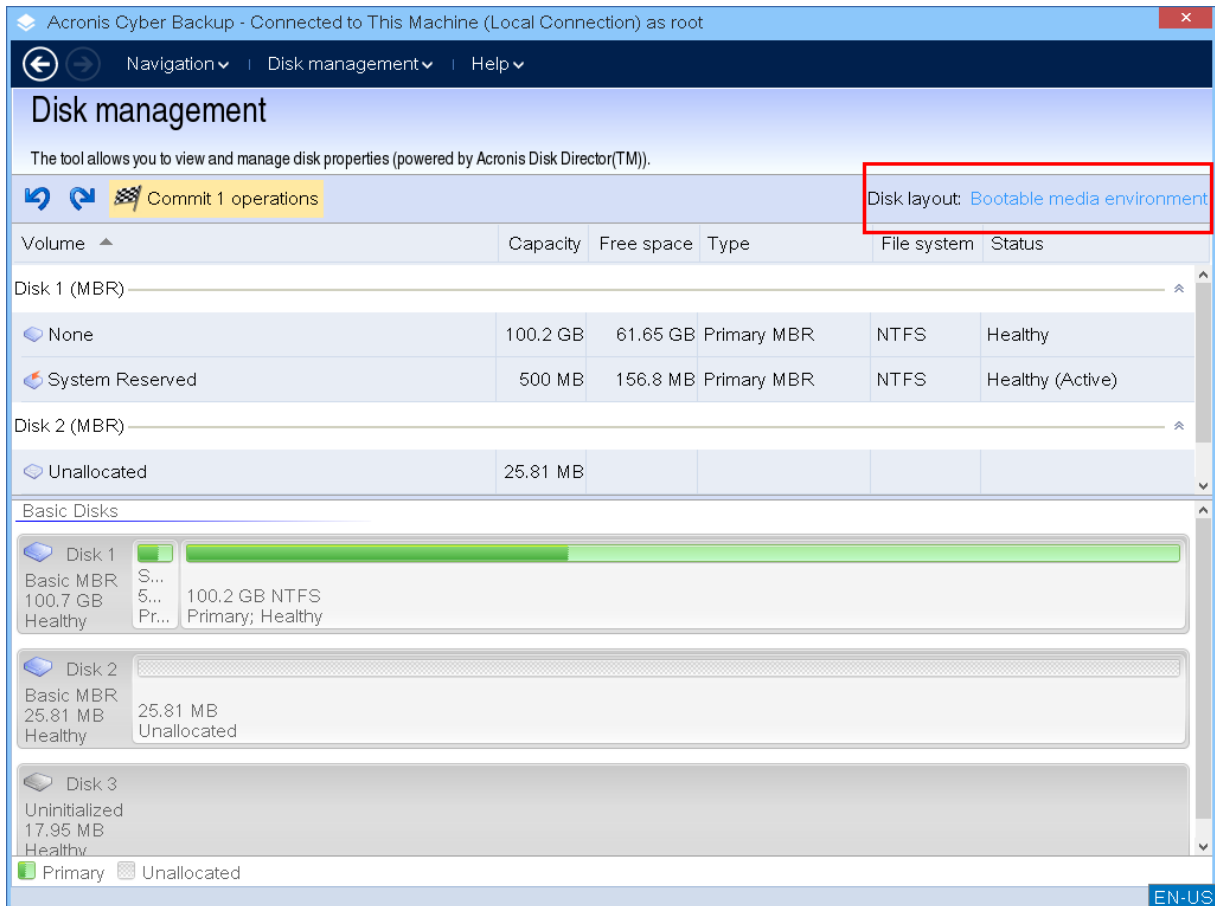 Acronis Cyber Backup - Connected to This Machine (Local Connection) as root
Navigation Disk management Help
Disk management
The tool allows you to view and manage disk properties (powered by Acronis Disk Director(TM)).
Commit 1 operations Disk layout: Bootable media environment
Volume Capacity Free space Type File system Status
Disk 1 (MBR)
None 100.2 GB 61.65 GB Primary MBR NTFS Healthy
System Reserved 500 MB 156.8 MB Primary MBR NTFS Healthy (Active)
Disk 2 (MBR)
Unallocated 25.81 MB
Basic Disks
Disk 1
Basic MBR
100.7 GB
Healthy
S...
5...
Pr...
100.2 GB NTFS
Primary; Healthy
Disk 2
Basic MBR
25.81 MB
Healthy
25.81 MB
Unallocated
Disk 3
Uninitialized
17.95 MB
Healthy
Primary Unallocated
EN-US